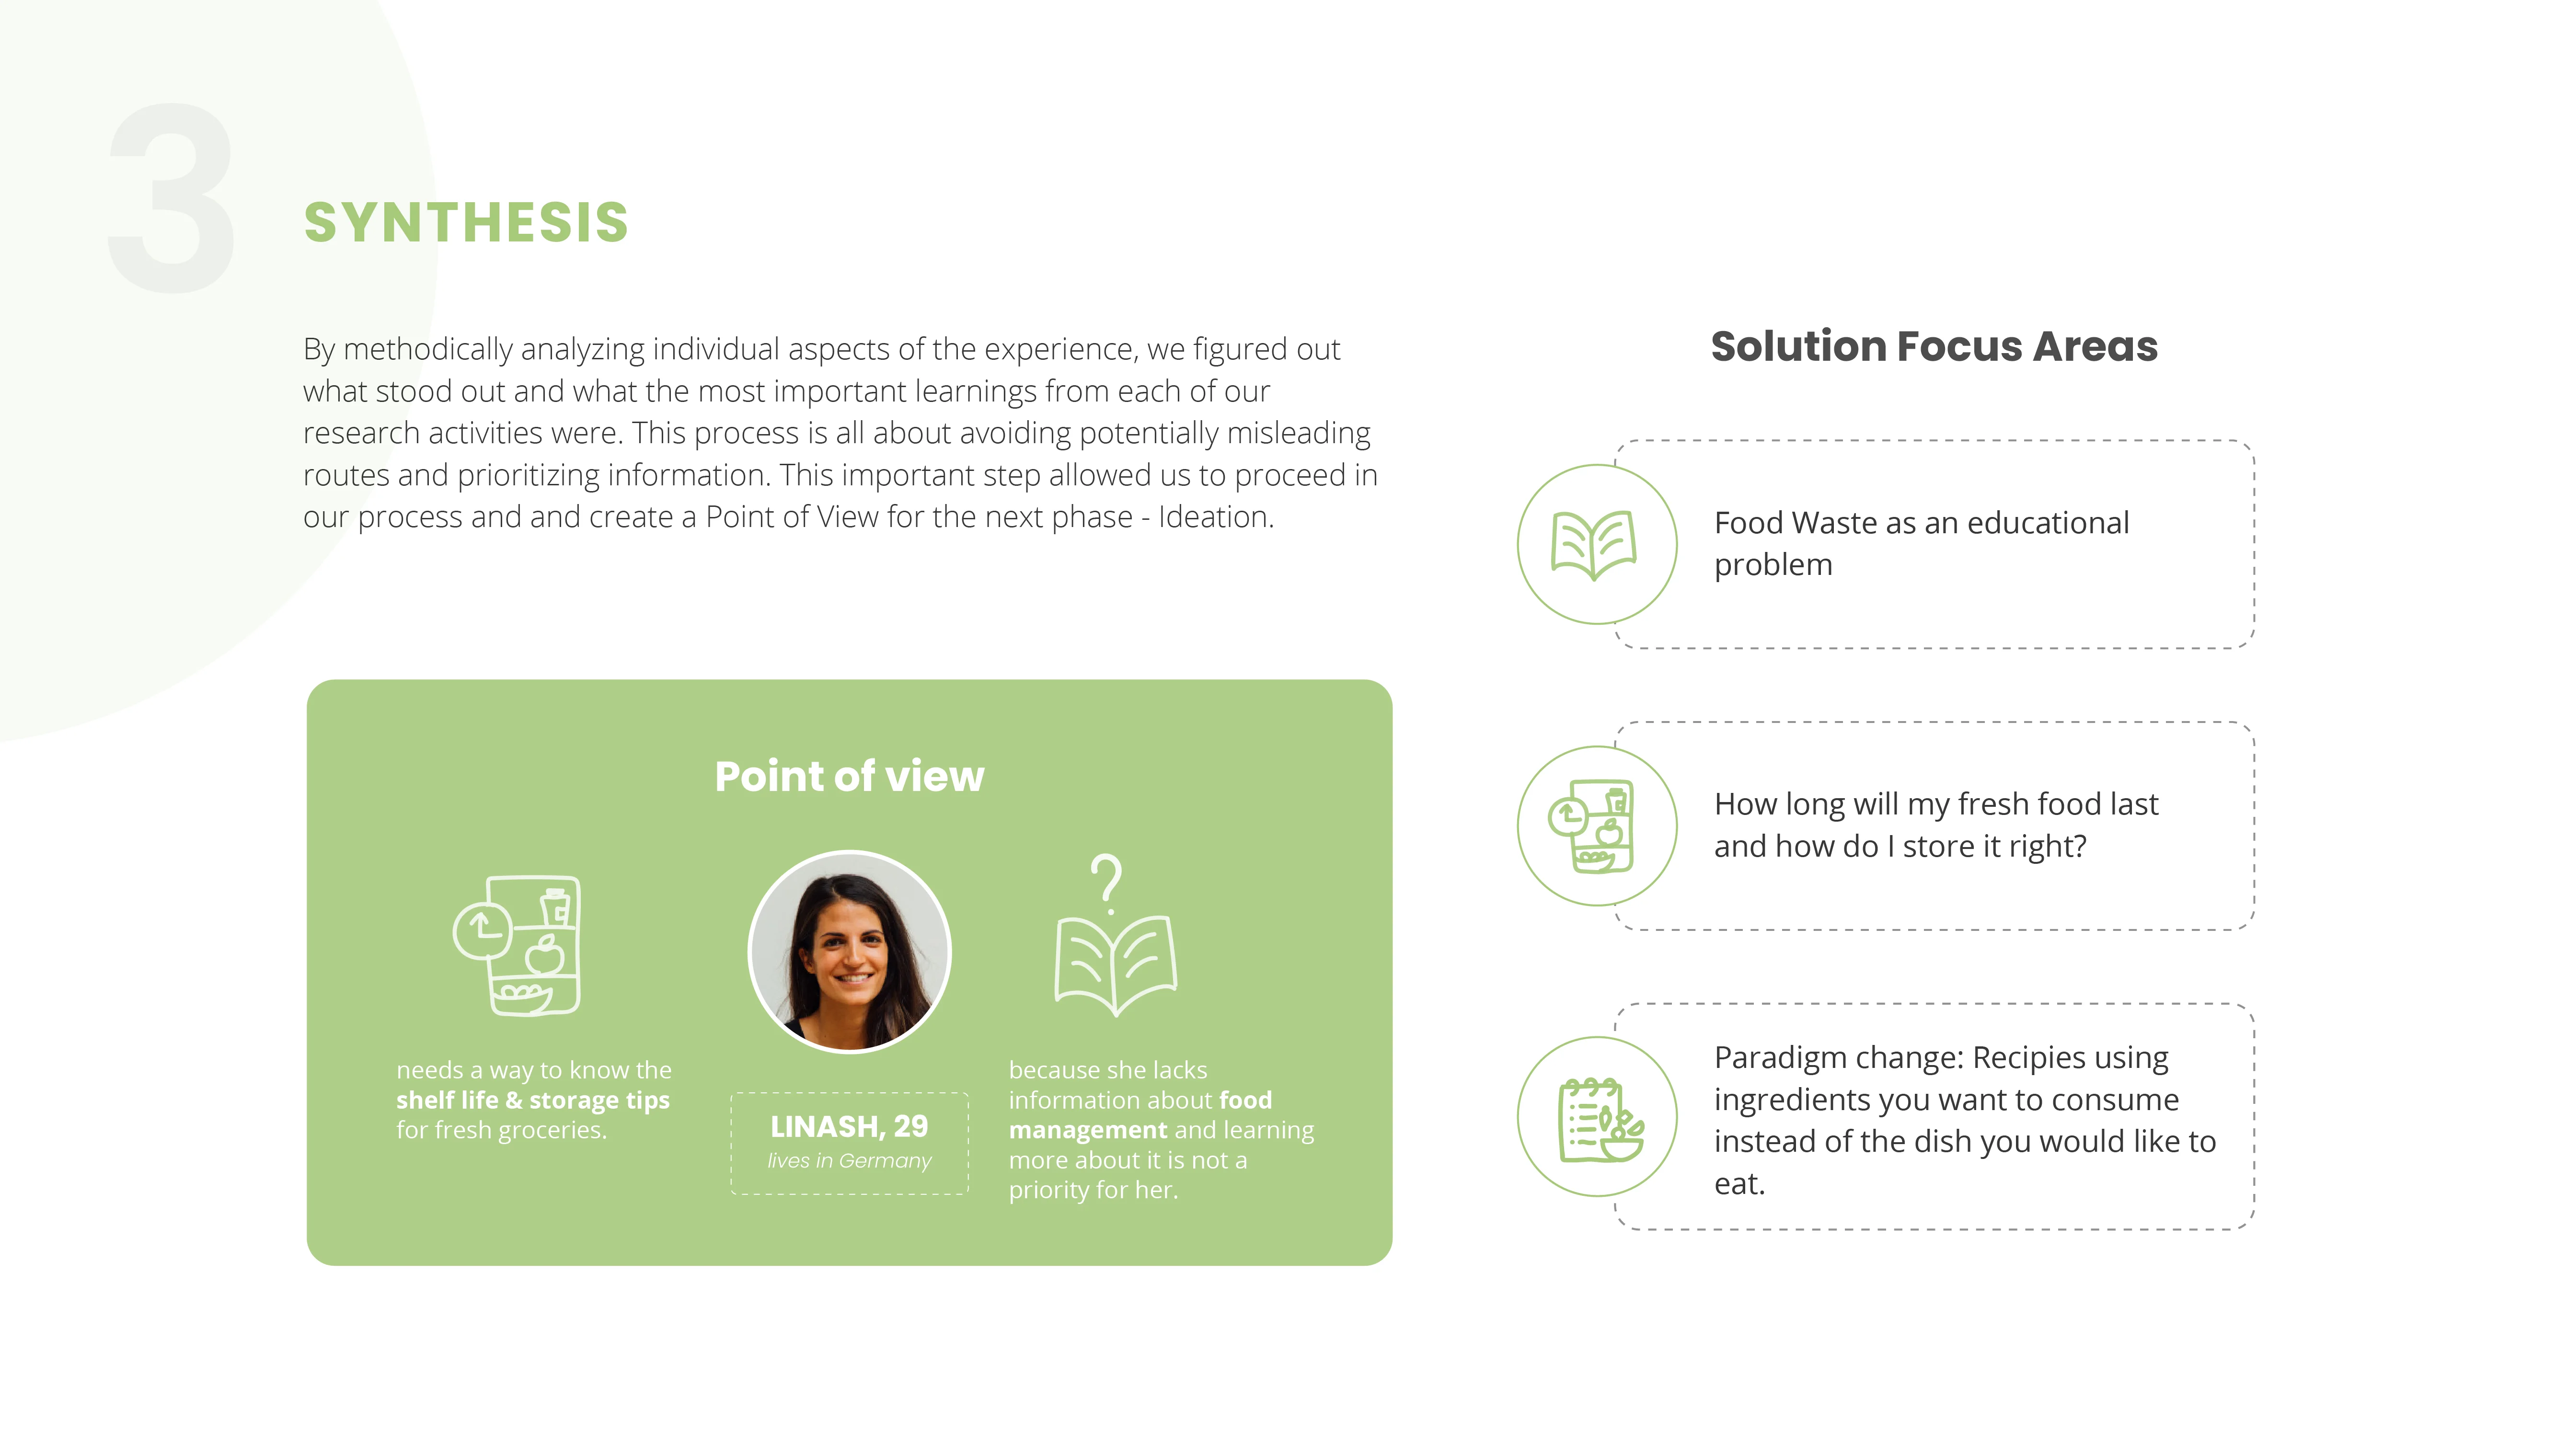 3
SYNTHESIS
By methodically analyzing individual aspects of the experience, we figured out
what stood out and what the most important learnings from each of our
research activities were. This process is all about avoiding potentially misleading
routes and prioritizing information. This important step allowed us to proceed in
our process and and create a Point of View for the next phase - Ideation.
Point of view
needs a way to know the
shelf life & storage tips
for fresh groceries.
LINASH, 29
lives in Germany
?
because she lacks
information about food
management and learning
more about it is not a
priority for her.
Solution Focus Areas
Food Waste as an educational
problem
How long will my fresh food last
and how do I store it right?
Paradigm change: Recipies using
ingredients you want to consume
instead of the dish you would like to
eat.